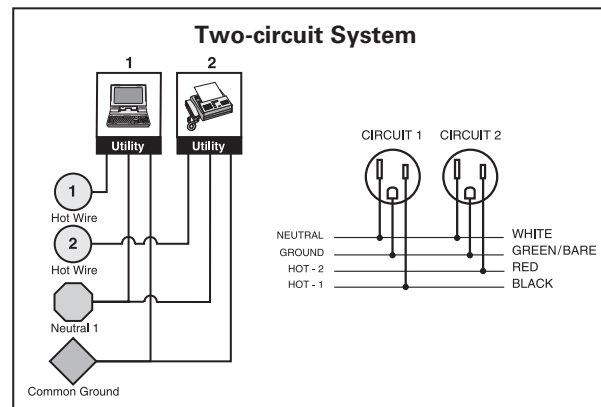 Two-circuit System
1 2
Utility Utility
1
Hot Wire
2
Hot Wire
Neutral 1
Common Ground
CIRCUIT 1 CIRCUIT 2
NEUTRAL WHITE
GROUND GREEN/BARE
HOT - 2 RED
HOT - 1 BLACK